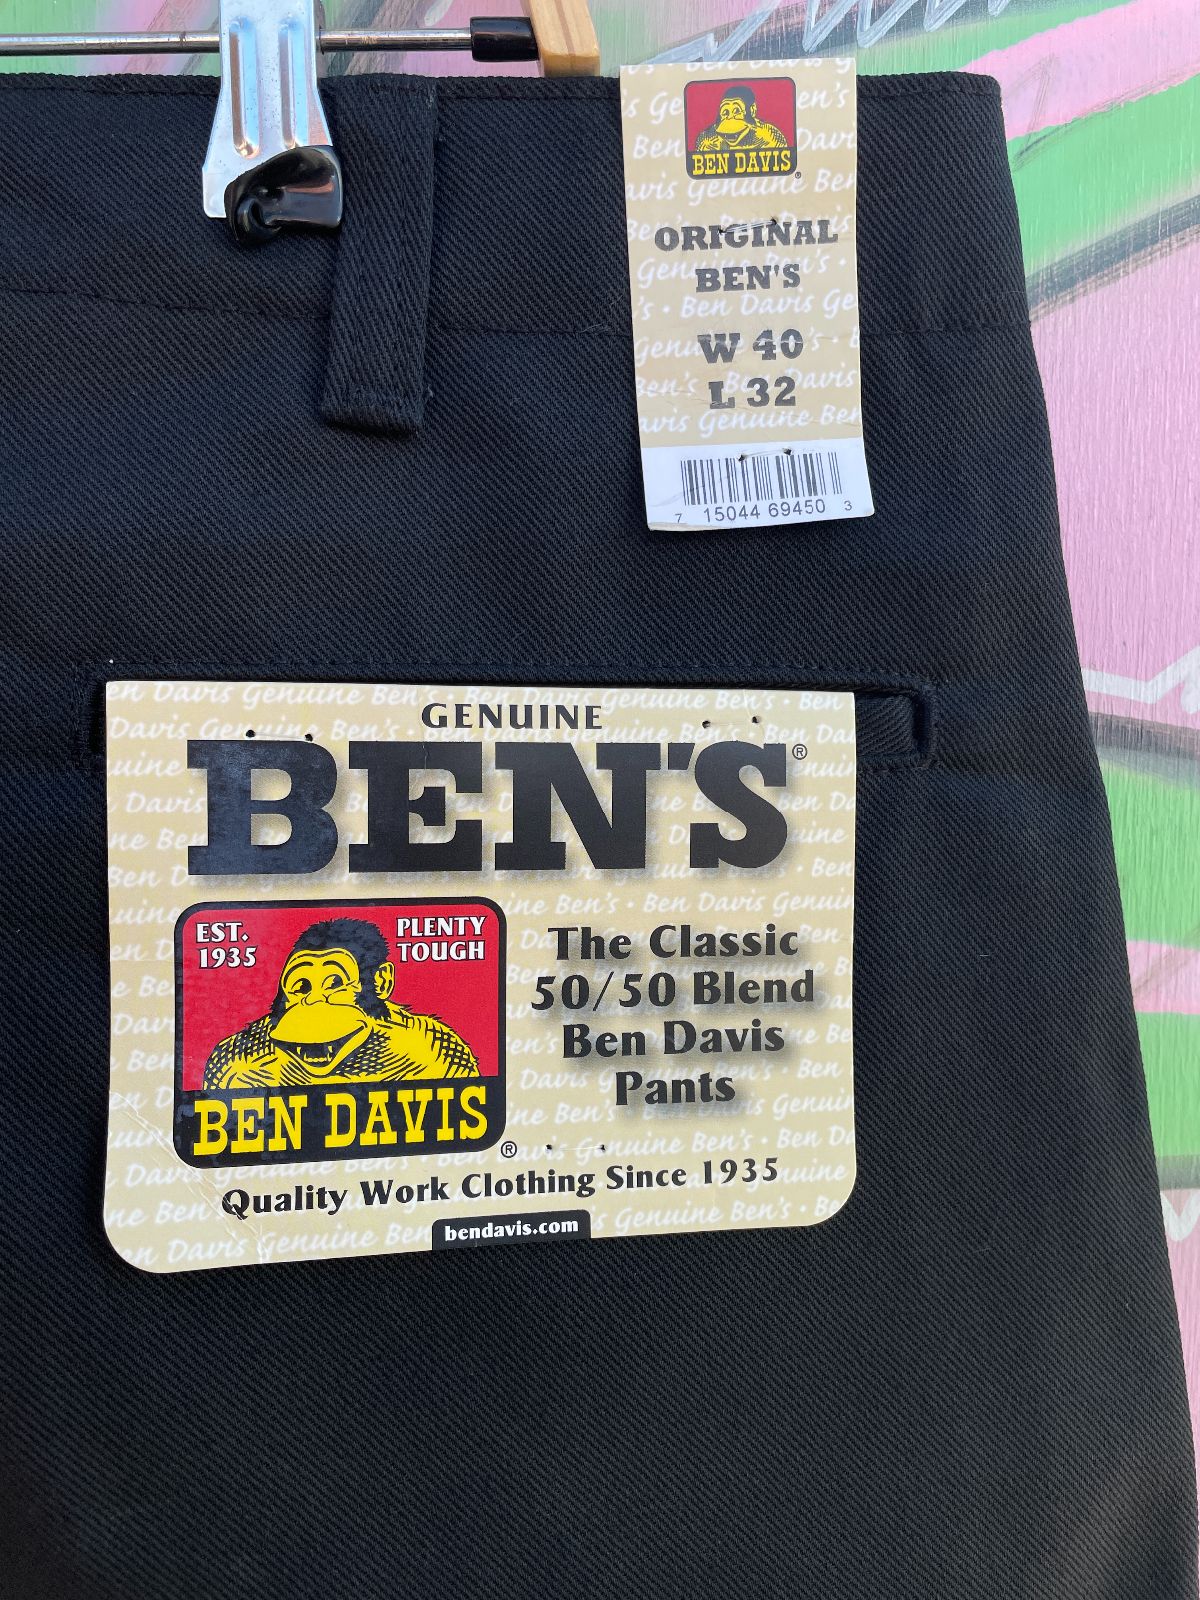 BEN DAVIS
®
ORIGINAL
BEN'S
W 40
L 32
7 15044 69450 3
GENUINE
BEN'S®
EST.
1935
PLENTY
TOUGH
BEN DAVIS
®
The Classic
50/50 Blend
Ben Davis
Pants
Quality Work Clothing Since 1935
bendavis.com